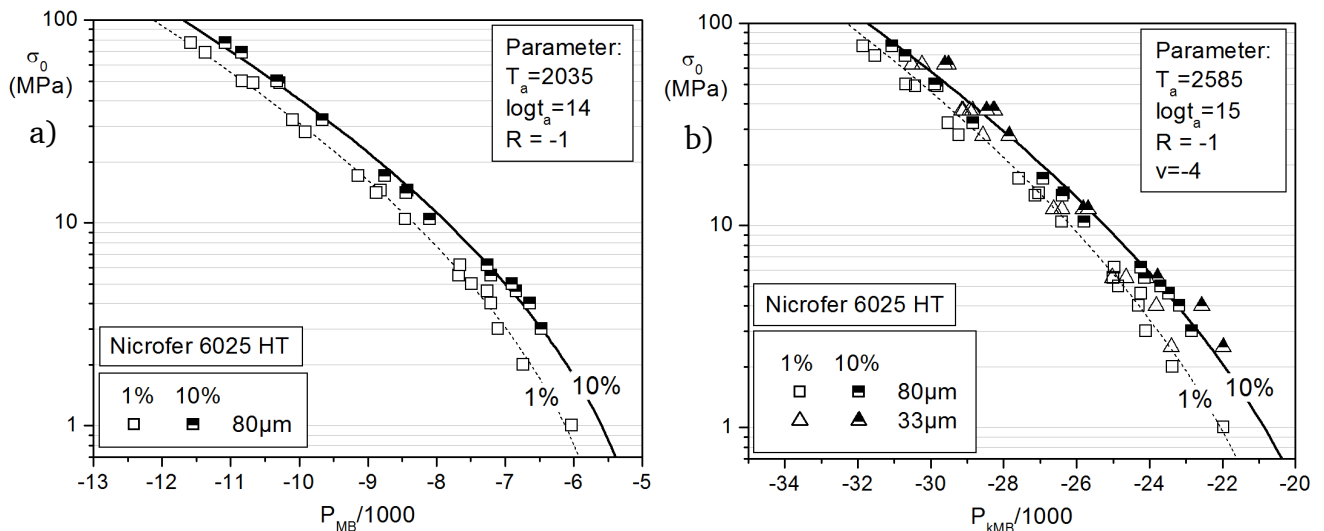 a)
σ₀
(MPa)
100
10
1
Parameter:
Tₐ=2035
logtₐ=14
R = -1
Nicrofer 6025 HT
1% 10%
80µm
1%
10%
-13 -12 -11 -10 -9 -8 -7 -6 -5
P_MB/1000
b)
σ₀
(MPa)
100
10
1
Parameter:
Tₐ=2585
logtₐ=15
R = -1
v=-4
Nicrofer 6025 HT
1% 10%
80µm
33µm
1%
10%
-34 -32 -30 -28 -26 -24 -22 -20
P_kMB/1000